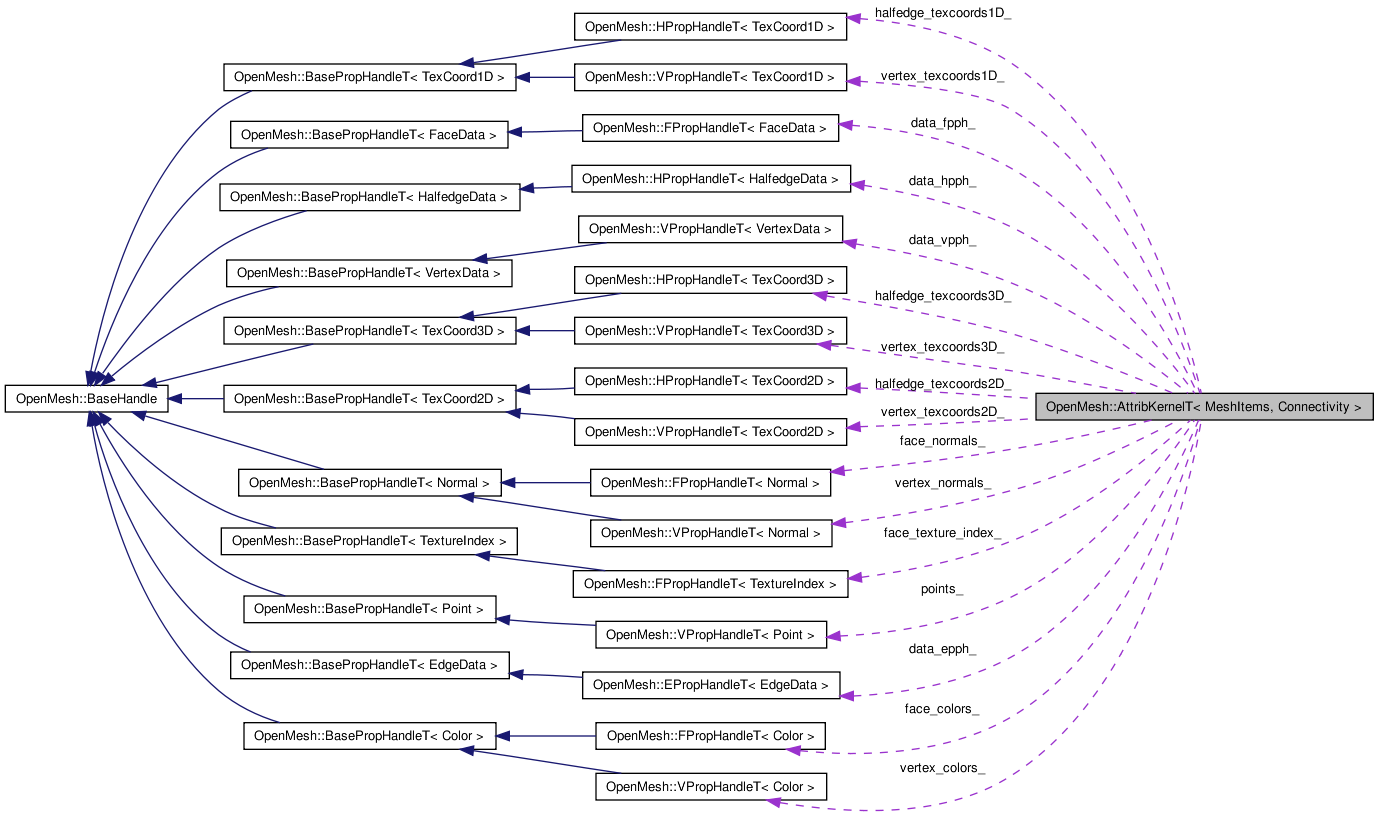 halfedge_texcoords1D_
OpenMesh::HPropHandleT< TexCoord1D >
OpenMesh::BasePropHandleT< TexCoord1D >
OpenMesh::VPropHandleT< TexCoord1D >
vertex_texcoords1D_
OpenMesh::BasePropHandleT< FaceData >
OpenMesh::FPropHandleT< FaceData >
data_fpph_
OpenMesh::BasePropHandleT< HalfedgeData >
OpenMesh::HPropHandleT< HalfedgeData >
data_hpph_
OpenMesh::VPropHandleT< VertexData >
data_vpph_
OpenMesh::BasePropHandleT< VertexData >
OpenMesh::HPropHandleT< TexCoord3D >
halfedge_texcoords3D_
OpenMesh::BasePropHandleT< TexCoord3D >
OpenMesh::VPropHandleT< TexCoord3D >
vertex_texcoords3D_
OpenMesh::BaseHandle
OpenMesh::BasePropHandleT< TexCoord2D >
OpenMesh::HPropHandleT< TexCoord2D >
halfedge_texcoords2D_
OpenMesh::AttribKernelT< MeshItems, Connectivity >
OpenMesh::VPropHandleT< TexCoord2D >
vertex_texcoords2D_
face_normals_
OpenMesh::BasePropHandleT< Normal >
OpenMesh::FPropHandleT< Normal >
vertex_normals_
OpenMesh::VPropHandleT< Normal >
face_texture_index_
OpenMesh::BasePropHandleT< TextureIndex >
OpenMesh::FPropHandleT< TextureIndex >
points_
OpenMesh::BasePropHandleT< Point >
OpenMesh::VPropHandleT< Point >
data_epph_
OpenMesh::BasePropHandleT< EdgeData >
OpenMesh::EPropHandleT< EdgeData >
face_colors_
OpenMesh::BasePropHandleT< Color >
OpenMesh::FPropHandleT< Color >
vertex_colors_
OpenMesh::VPropHandleT< Color >